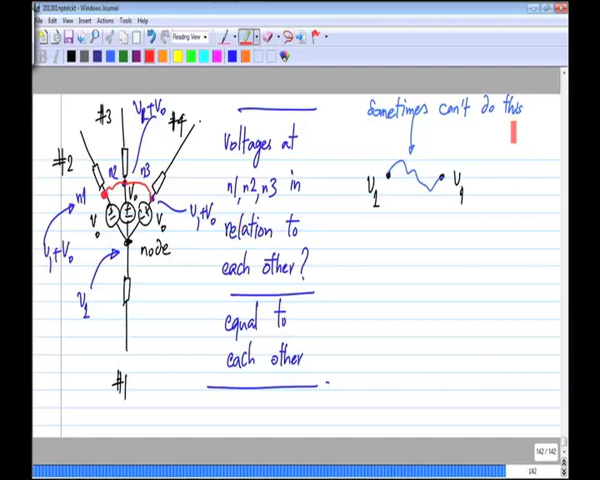 20130 1nptelckt - Windows Journal
File Edit View Insert Actions Tools Help
Reading View
B I
Sometimes can't do this
#3
V1+V0
#4
#2
n1
n2
n3
V0
V0
V0
V1+V0
V1+V0
node
V1
#1
Voltages at
n1, n2, n3 in
relation to
each other?
equal to
each other
V1
V1
142 / 142
142